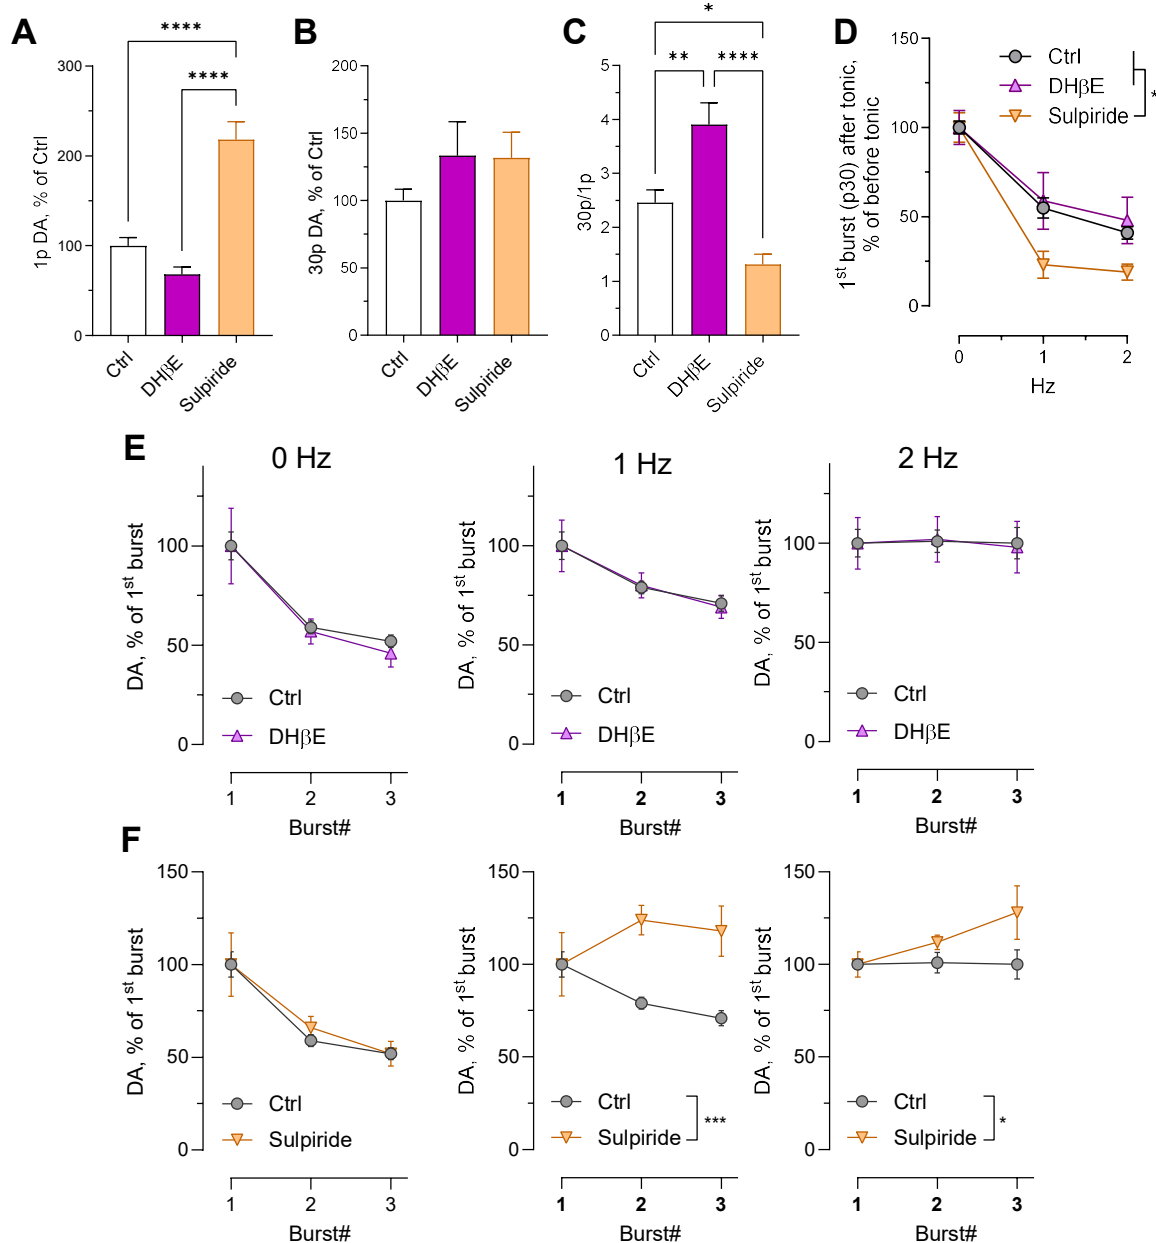 A
****
****
1p DA, % of Ctrl
300
200
100
0
Ctrl
DHβE
Sulpiride
B
30p DA, % of Ctrl
200
150
100
50
0
Ctrl
DHβE
Sulpiride
C
*
**
****
30p/1p
5
4
3
2
1
0
Ctrl
DHβE
Sulpiride
D
1st burst (p30) after tonic,
% of before tonic
150
100
50
0
Ctrl
DHβE
Sulpiride
*
0
1
2
Hz
E
0 Hz
DA, % of 1st burst
100
50
0
Ctrl
DHβE
1
2
3
Burst#
1 Hz
DA, % of 1st burst
100
50
0
Ctrl
DHβE
1
2
3
Burst#
2 Hz
DA, % of 1st burst
100
50
0
Ctrl
DHβE
1
2
3
Burst#
F
DA, % of 1st burst
150
100
50
0
Ctrl
Sulpiride
1
2
3
Burst#
DA, % of 1st burst
150
100
50
0
Ctrl
Sulpiride
***
1
2
3
Burst#
DA, % of 1st burst
150
100
50
0
Ctrl
Sulpiride
*
1
2
3
Burst#